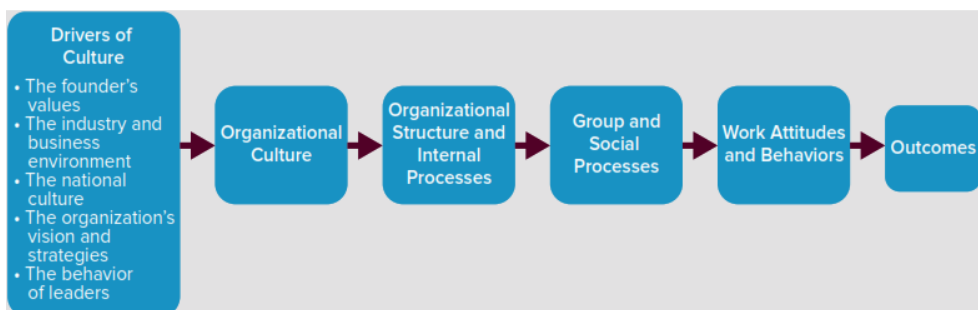 Drivers of
Culture
• The founder's
values
• The industry and
business
environment
• The national
culture
• The organization's
vision and
strategies
• The behavior
of leaders
Organizational
Culture
Organizational
Structure and
Internal
Processes
Group and
Social
Processes
Work Attitudes
and Behaviors
Outcomes